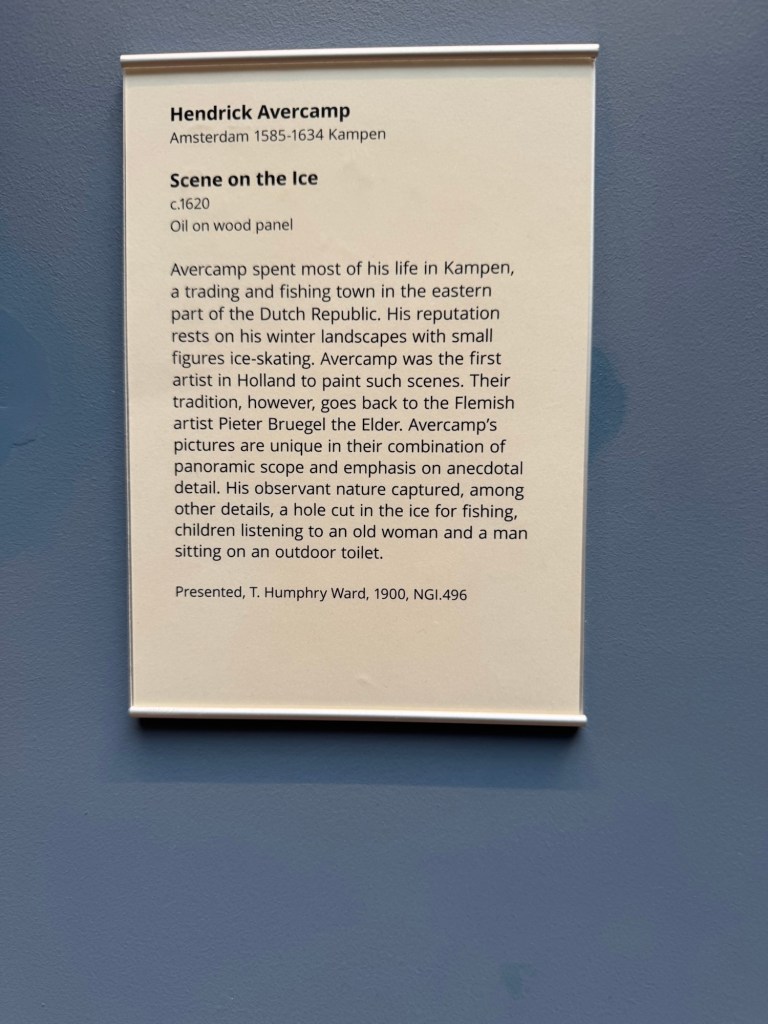 Hendrick Avercamp
Amsterdam 1585-1634 Kampen
Scene on the Ice
c.1620
Oil on wood panel
Avercamp spent most of his life in Kampen,
a trading and fishing town in the eastern
part of the Dutch Republic. His reputation
rests on his winter landscapes with small
figures ice-skating. Avercamp was the first
artist in Holland to paint such scenes. Their
tradition, however, goes back to the Flemish
artist Pieter Bruegel the Elder. Avercamp’s
pictures are unique in their combination of
panoramic scope and emphasis on anecdotal
detail. His observant nature captured, among
other details, a hole cut in the ice for fishing,
children listening to an old woman and a man
sitting on an outdoor toilet.
Presented, T. Humphry Ward, 1900, NGI.496